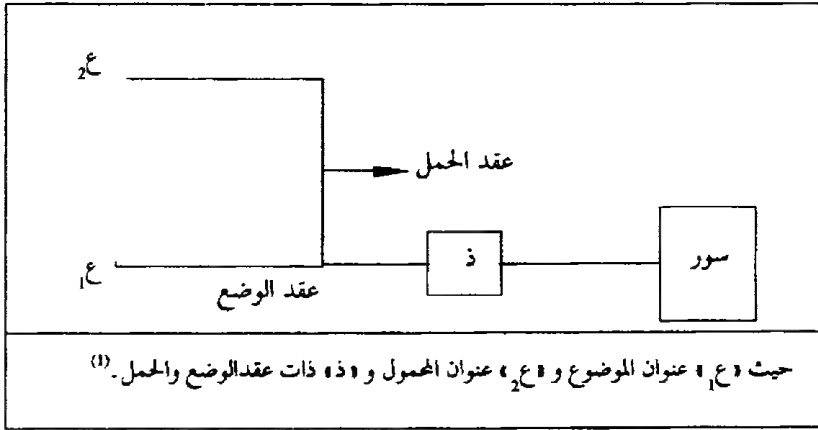 ع2
عقد الحمل
سور
ذ
ع1
عقد الوضع
حيث «ع1» عنوان الموضوع و «ع2» عنوان المحمول و «ذ» ذات عقدالوضع والحمل.(1)